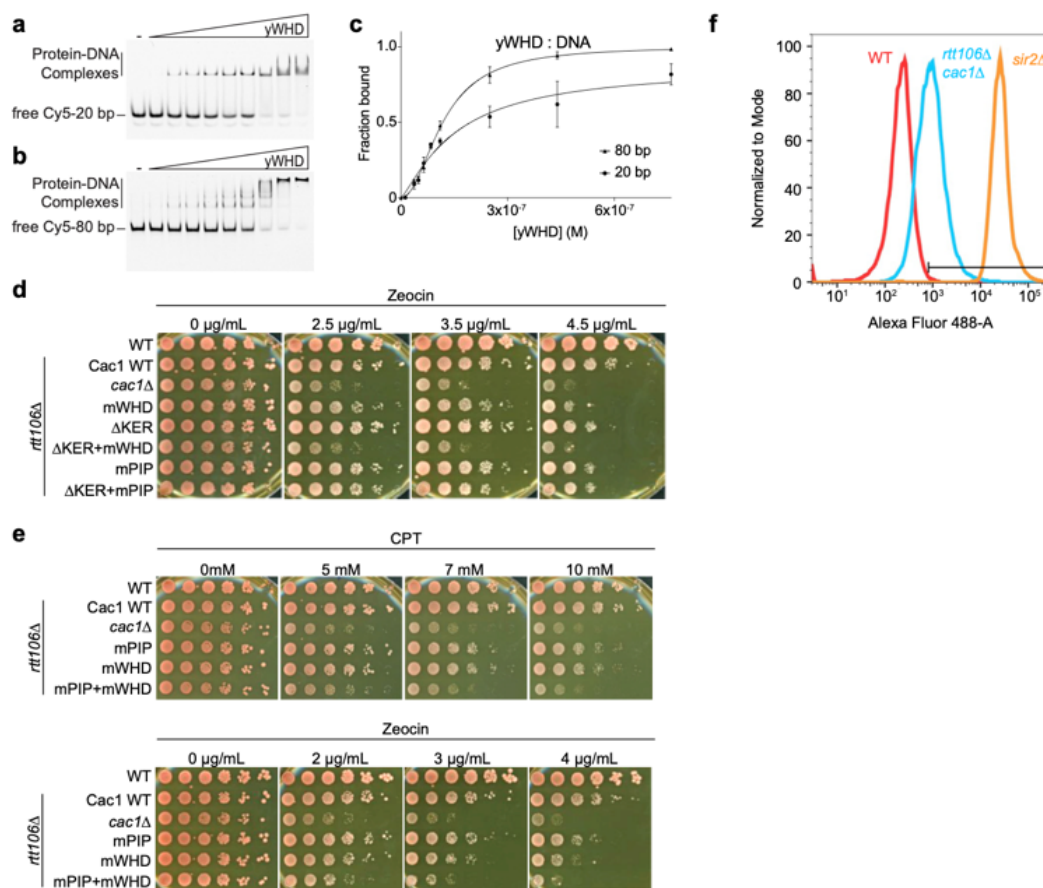 a
– yWHD
Protein-DNA
Complexes
free Cy5-20 bp
b
– yWHD
Protein-DNA
Complexes
free Cy5-80 bp
c
yWHD : DNA
Fraction bound
1.0
0.5
0
0 3x10-7 6x10-7
[yWHD] (M)
80 bp
20 bp
f
Normalized to Mode
100
80
60
40
20
0
WT
rtt106Δ
cac1Δ
sir2Δ
10¹ 10² 10³ 10⁴ 10⁵
Alexa Fluor 488-A
d
Zeocin
0 µg/mL 2.5 µg/mL 3.5 µg/mL 4.5 µg/mL
WT
rtt106Δ
Cac1 WT
cac1Δ
mWHD
ΔKER
ΔKER+mWHD
mPIP
ΔKER+mPIP
e
CPT
0mM 5 mM 7 mM 10 mM
WT
rtt106Δ
Cac1 WT
cac1Δ
mPIP
mWHD
mPIP+mWHD
Zeocin
0 µg/mL 2 µg/mL 3 µg/mL 4 µg/mL
WT
rtt106Δ
Cac1 WT
cac1Δ
mPIP
mWHD
mPIP+mWHD